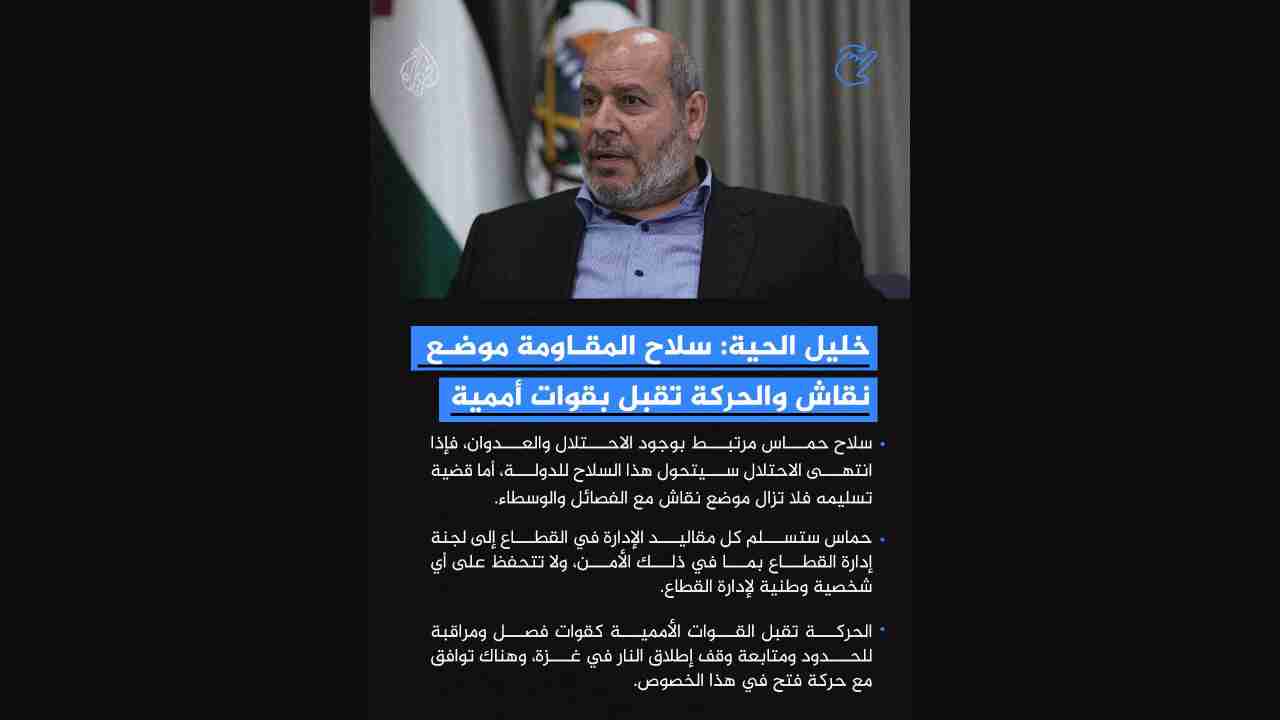 خليل الحية: سلاح المقاومة موضع
نقاش والحركة تقبل بقوات أممية
• سلاح حماس مرتبط بوجود الاحتلال والعدوان، فإذا
انتهى الاحتلال سيتحول هذا السلاح للدولة، أما قضية
تسليمه فلا تزال موضع نقاش مع الفصائل والوسطاء.
• حماس ستسلم كل مقاليد الإدارة في القطاع إلى لجنة
إدارة القطاع بما في ذلك الأمن، ولا تتحفظ على أي
شخصية وطنية لإدارة القطاع.
• الحركة تقبل القوات الأممية كقوات فصل ومراقبة
للحدود ومتابعة وقف إطلاق النار في غزة، وهناك توافق
مع حركة فتح في هذا الخصوص.